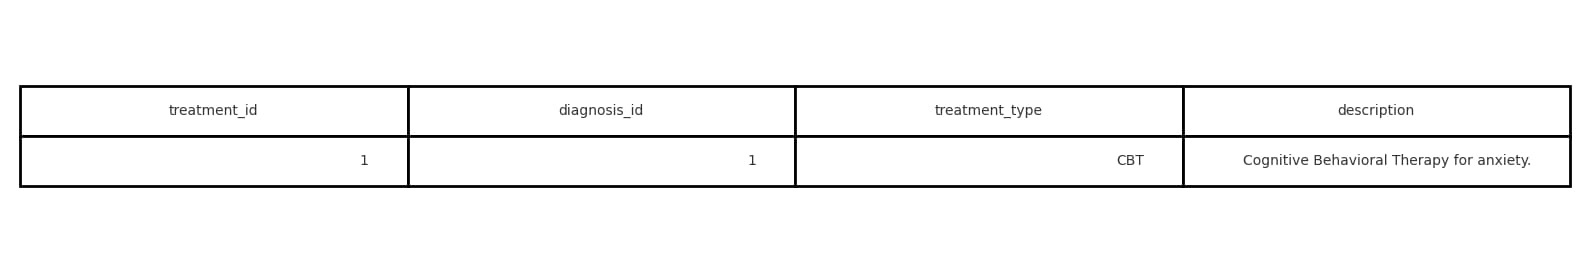 treatment_id diagnosis_id treatment_type description
1 1 CBT Cognitive Behavioral Therapy for anxiety.